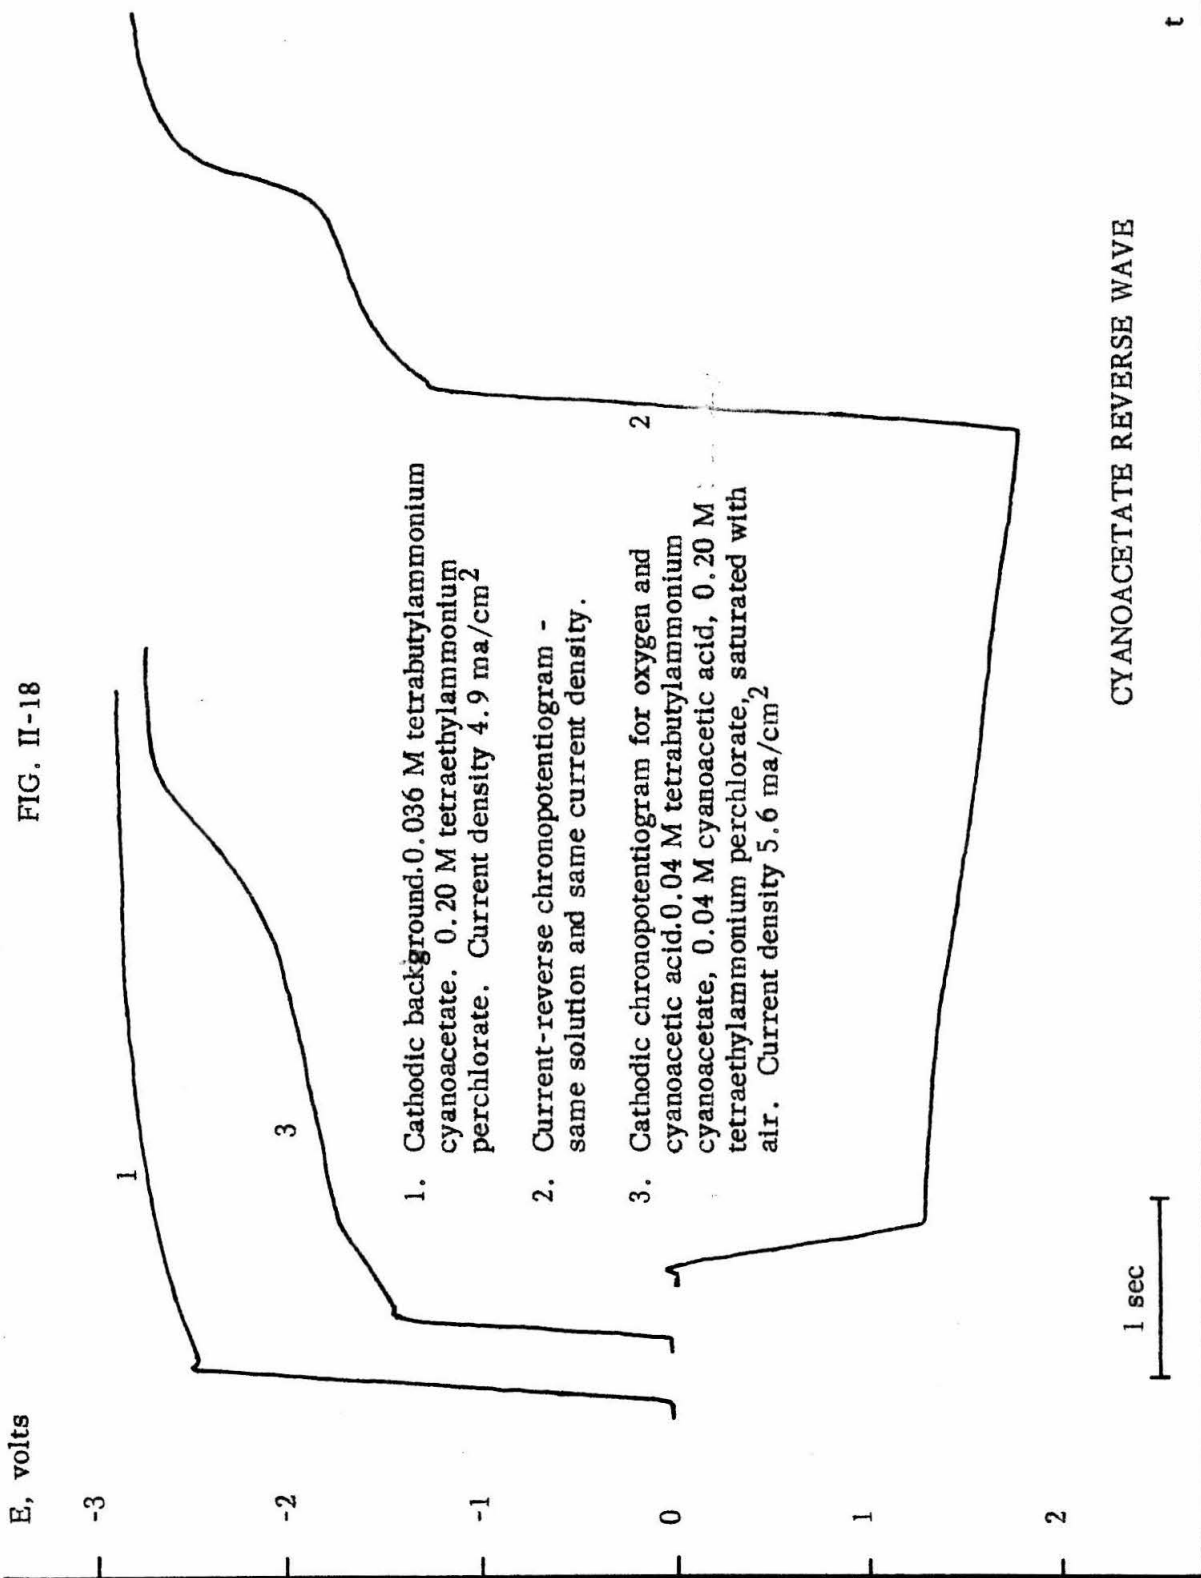 FIG. II-18
E, volts
-3
-2
-1
0
1
2
1
3
2
1. Cathodic background.0.036 M tetrabutylammonium
cyanoacetate. 0.20 M tetraethylammonium
perchlorate. Current density 4.9 ma/cm2
2. Current-reverse chronopotentiogram -
same solution and same current density.
3. Cathodic chronopotentiogram for oxygen and
cyanoacetic acid.0.04 M tetrabutylammonium
cyanoacetate, 0.04 M cyanoacetic acid, 0.20 M
tetraethylammonium perchlorate, saturated with
air. Current density 5.6 ma/cm2
1 sec
t
CYANOACETATE REVERSE WAVE